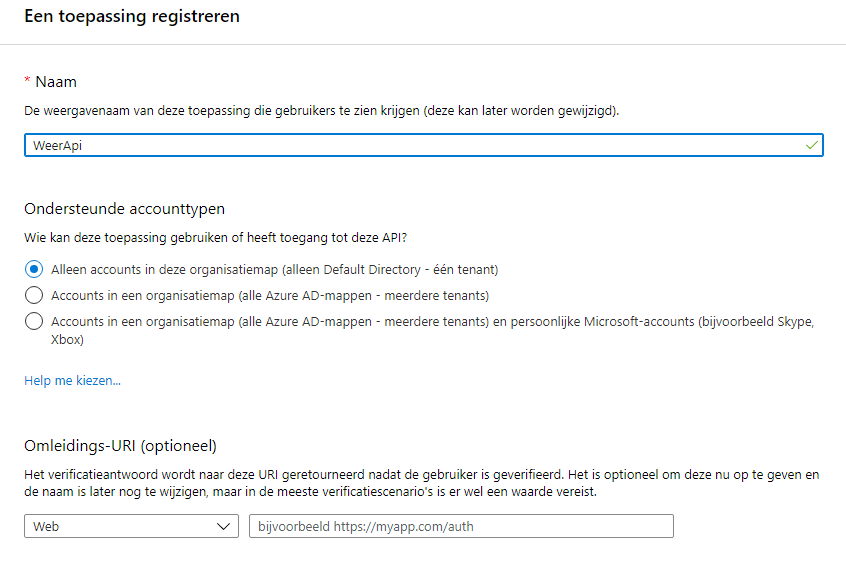 Een toepassing registreren
* Naam
De weergavenaam van deze toepassing die gebruikers te zien krijgen (deze kan later worden gewijzigd).
WeerApi
Ondersteunde accounttypen
Wie kan deze toepassing gebruiken of heeft toegang tot deze API?
Alleen accounts in deze organisatiemap (alleen Default Directory - één tenant)
Accounts in een organisatiemap (alle Azure AD-mappen - meerdere tenants)
Accounts in een organisatiemap (alle Azure AD-mappen - meerdere tenants) en persoonlijke Microsoft-accounts (bijvoorbeeld Skype,
Xbox)
Help me kiezen...
Omleidings-URI (optioneel)
Het verificatieantwoord wordt naar deze URI geretourneerd nadat de gebruiker is geverifieerd. Het is optioneel om deze nu op te geven en
de naam is later nog te wijzigen, maar in de meeste verificatiescenario's is er wel een waarde vereist.
Web bijvoorbeeld https://myapp.com/auth